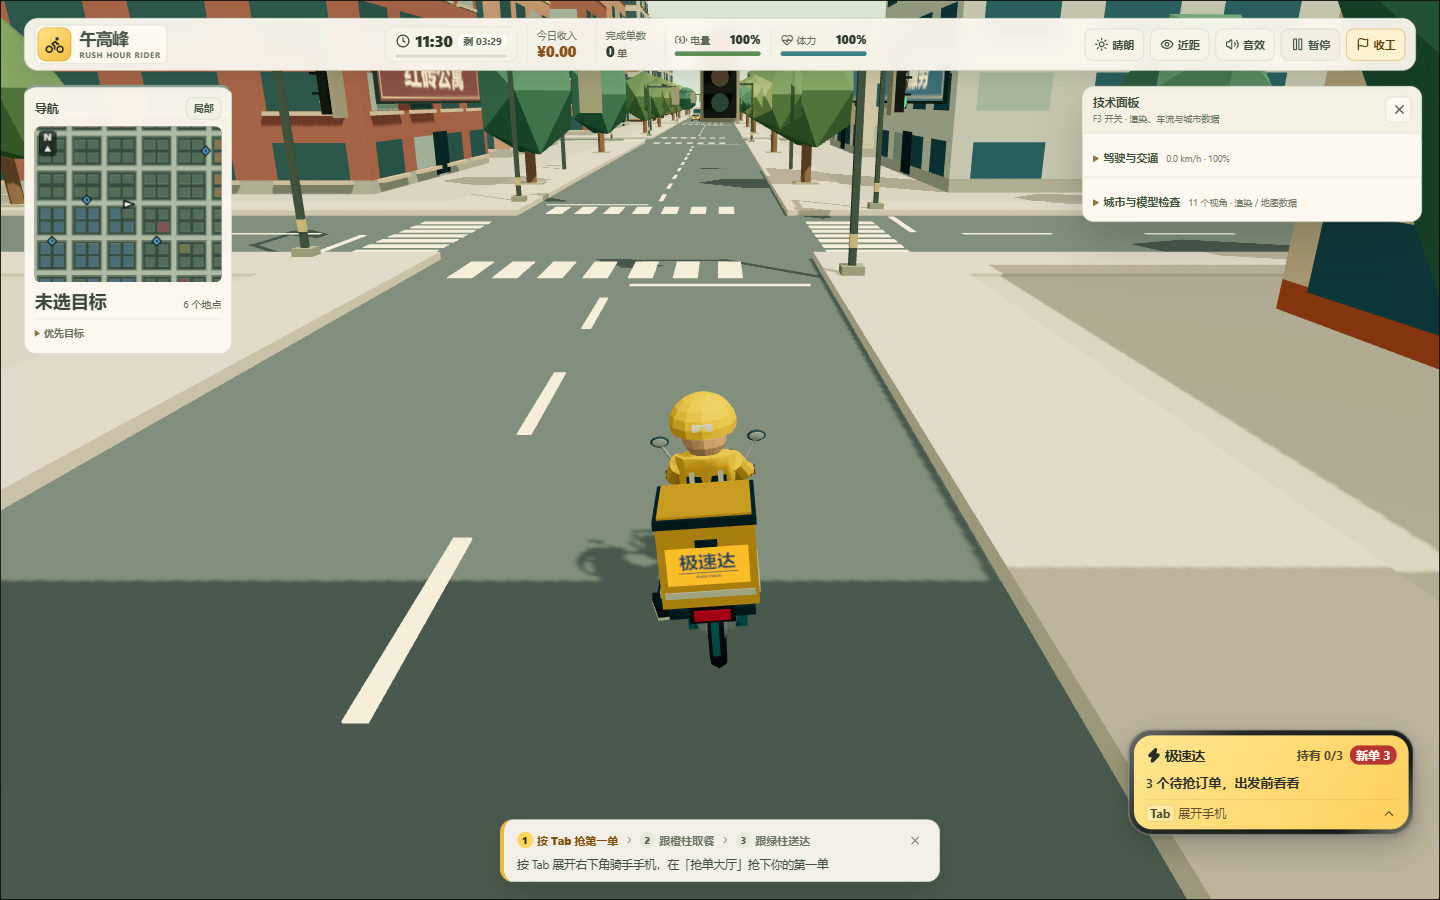 午高峰
RUSH HOUR RIDER
11:30 剩 03:29
今日收入
¥0.00
完成单数
0 单
电量 100%
体力 100%
晴朗
近距
音效
暂停
收工
红砖公寓
导航
局部
N
未选目标
6 个地点
优先目标
技术面板
F3 开关 · 渲染、车流与城市数据
驾驶与交通 0.0 km/h · 100%
城市与模型检查 11 个视角 · 渲染 / 地图数据
极速达
极速达
持有 0/3
新单 3
3 个待抢订单，出发前看看
Tab 展开手机
1 按 Tab 抢第一单 › 2 跟橙柱取餐 › 3 跟绿柱送达
按 Tab 展开右下角骑手手机，在「抢单大厅」抢下你的第一单